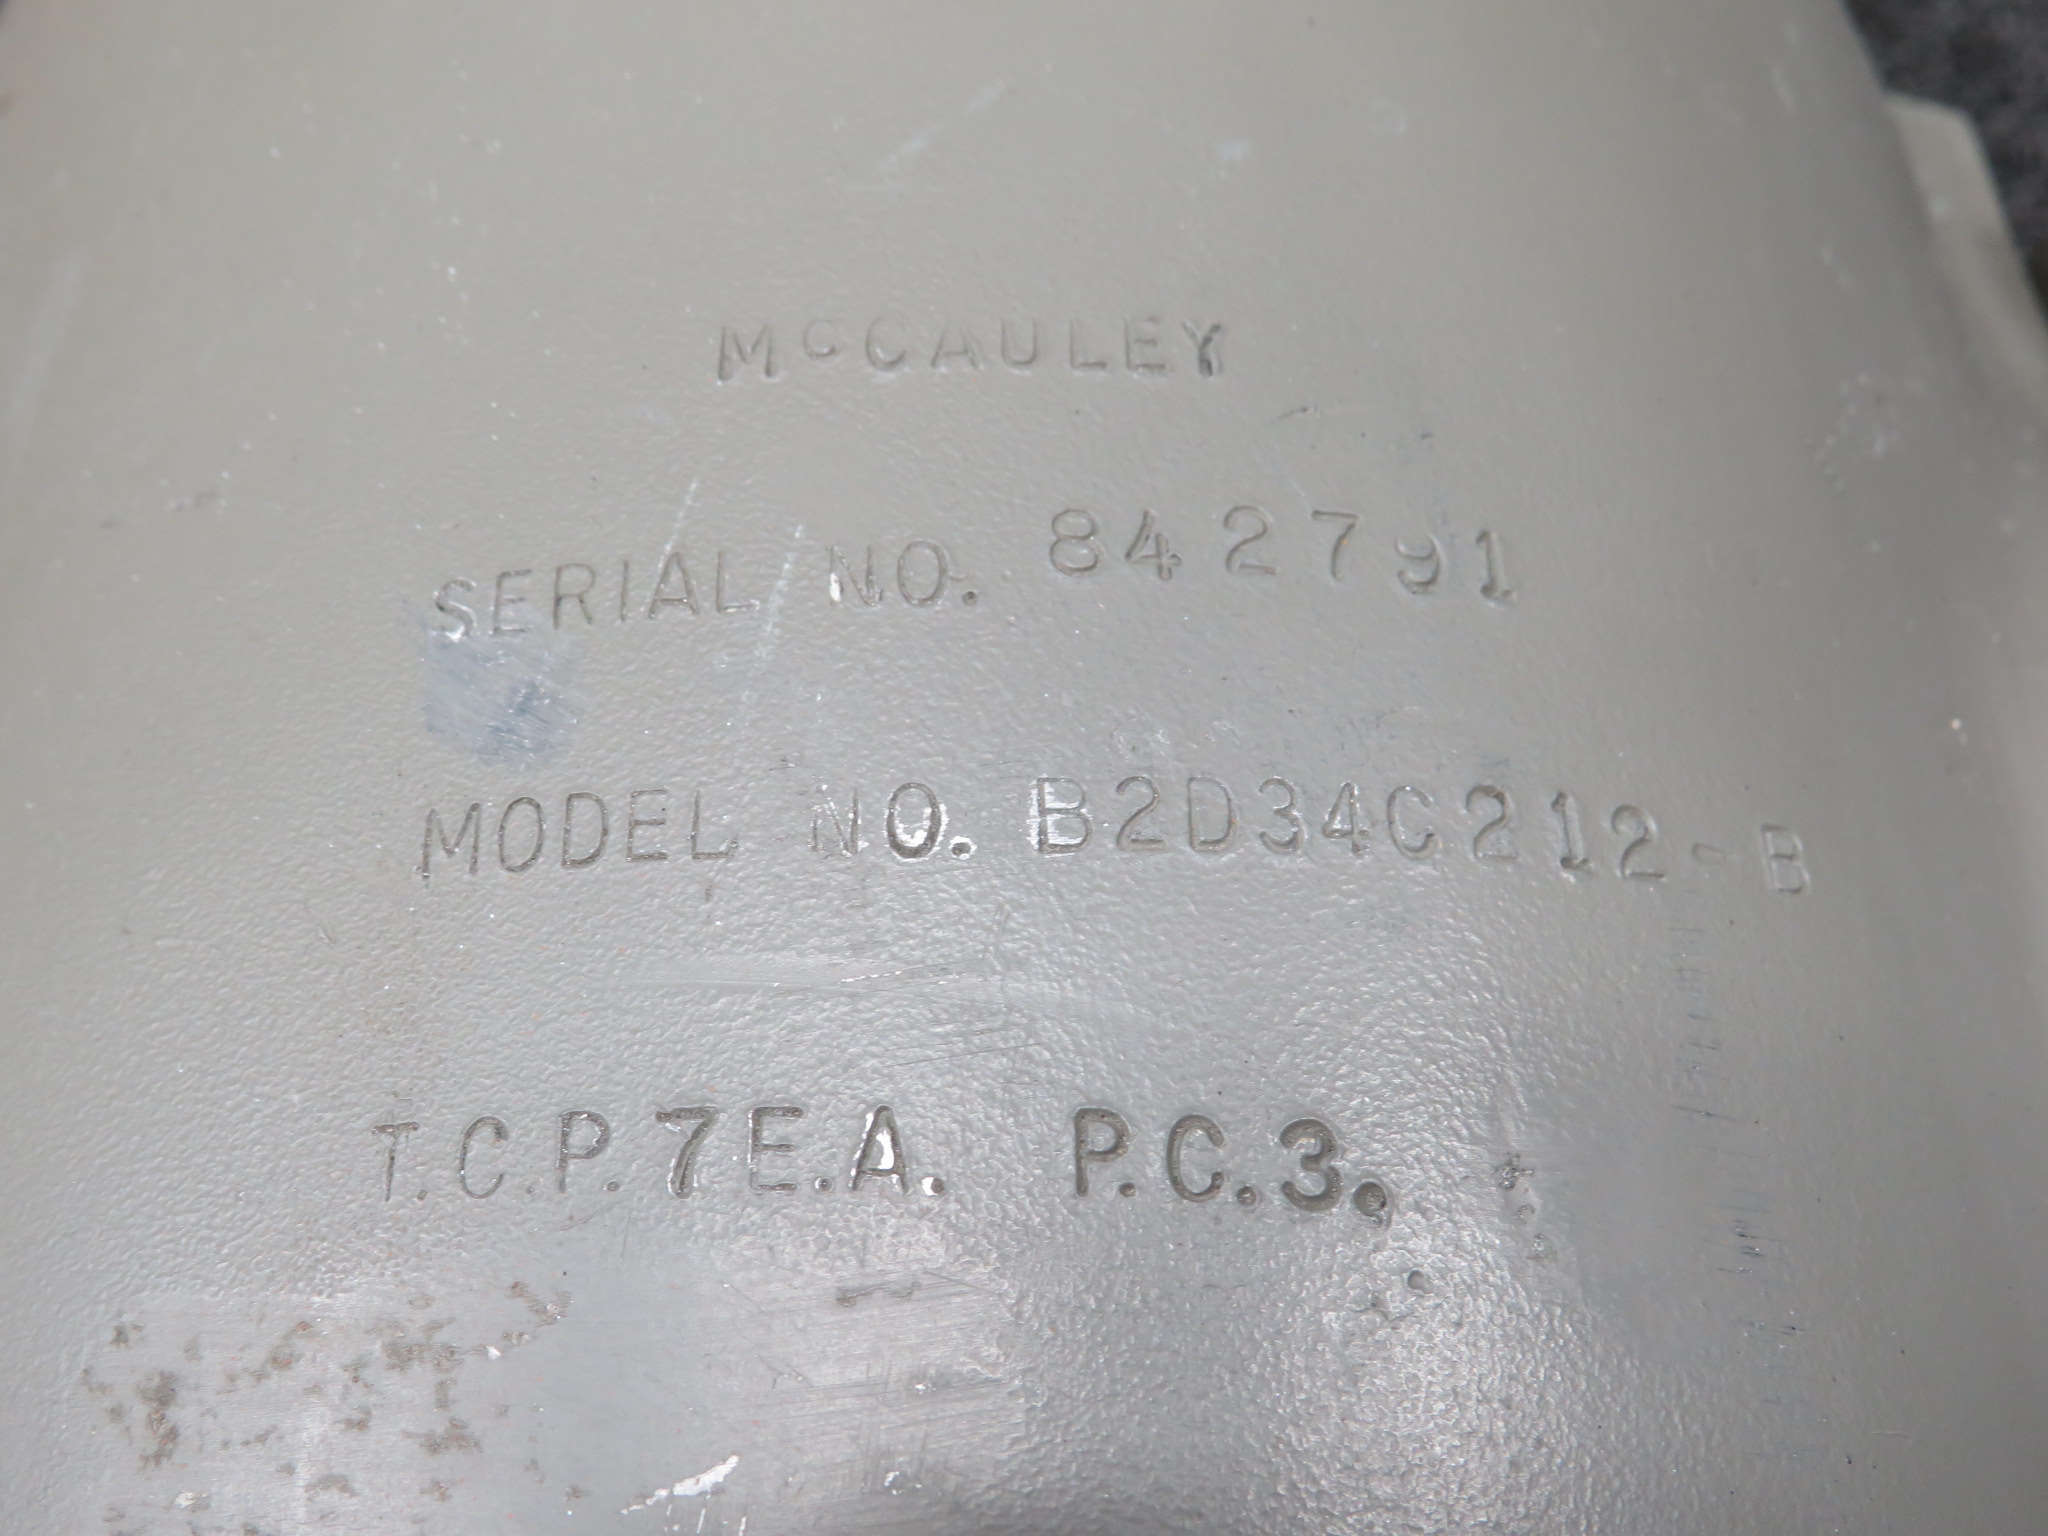 McCAULEY
SERIAL NO. 842791
MODEL NO. B2D34C212-B
T.C.P.7E.A. P.C.3.